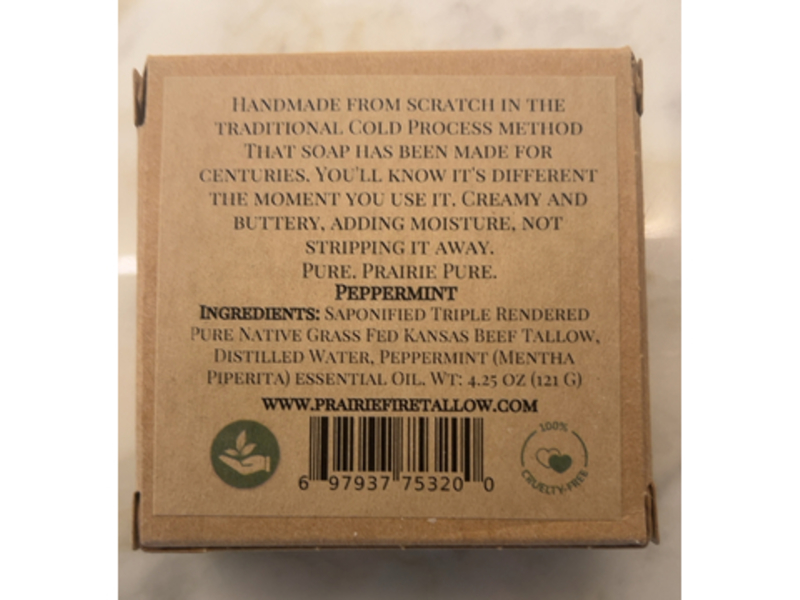 Handmade from scratch in the
traditional Cold Process method
That soap has been made for
centuries. You'll know it's different
the moment you use it. Creamy and
buttery, adding moisture, not
stripping it away.
Pure. Prairie Pure.
Peppermint
Ingredients: Saponified Triple Rendered
Pure Native Grass Fed Kansas Beef Tallow,
Distilled Water, Peppermint (Mentha
Piperita) essential Oil. Wt: 4.25 oz (121 g)
www.prairiefiretallow.com
100%
CRUELTY-FREE
6 97937 75320 0